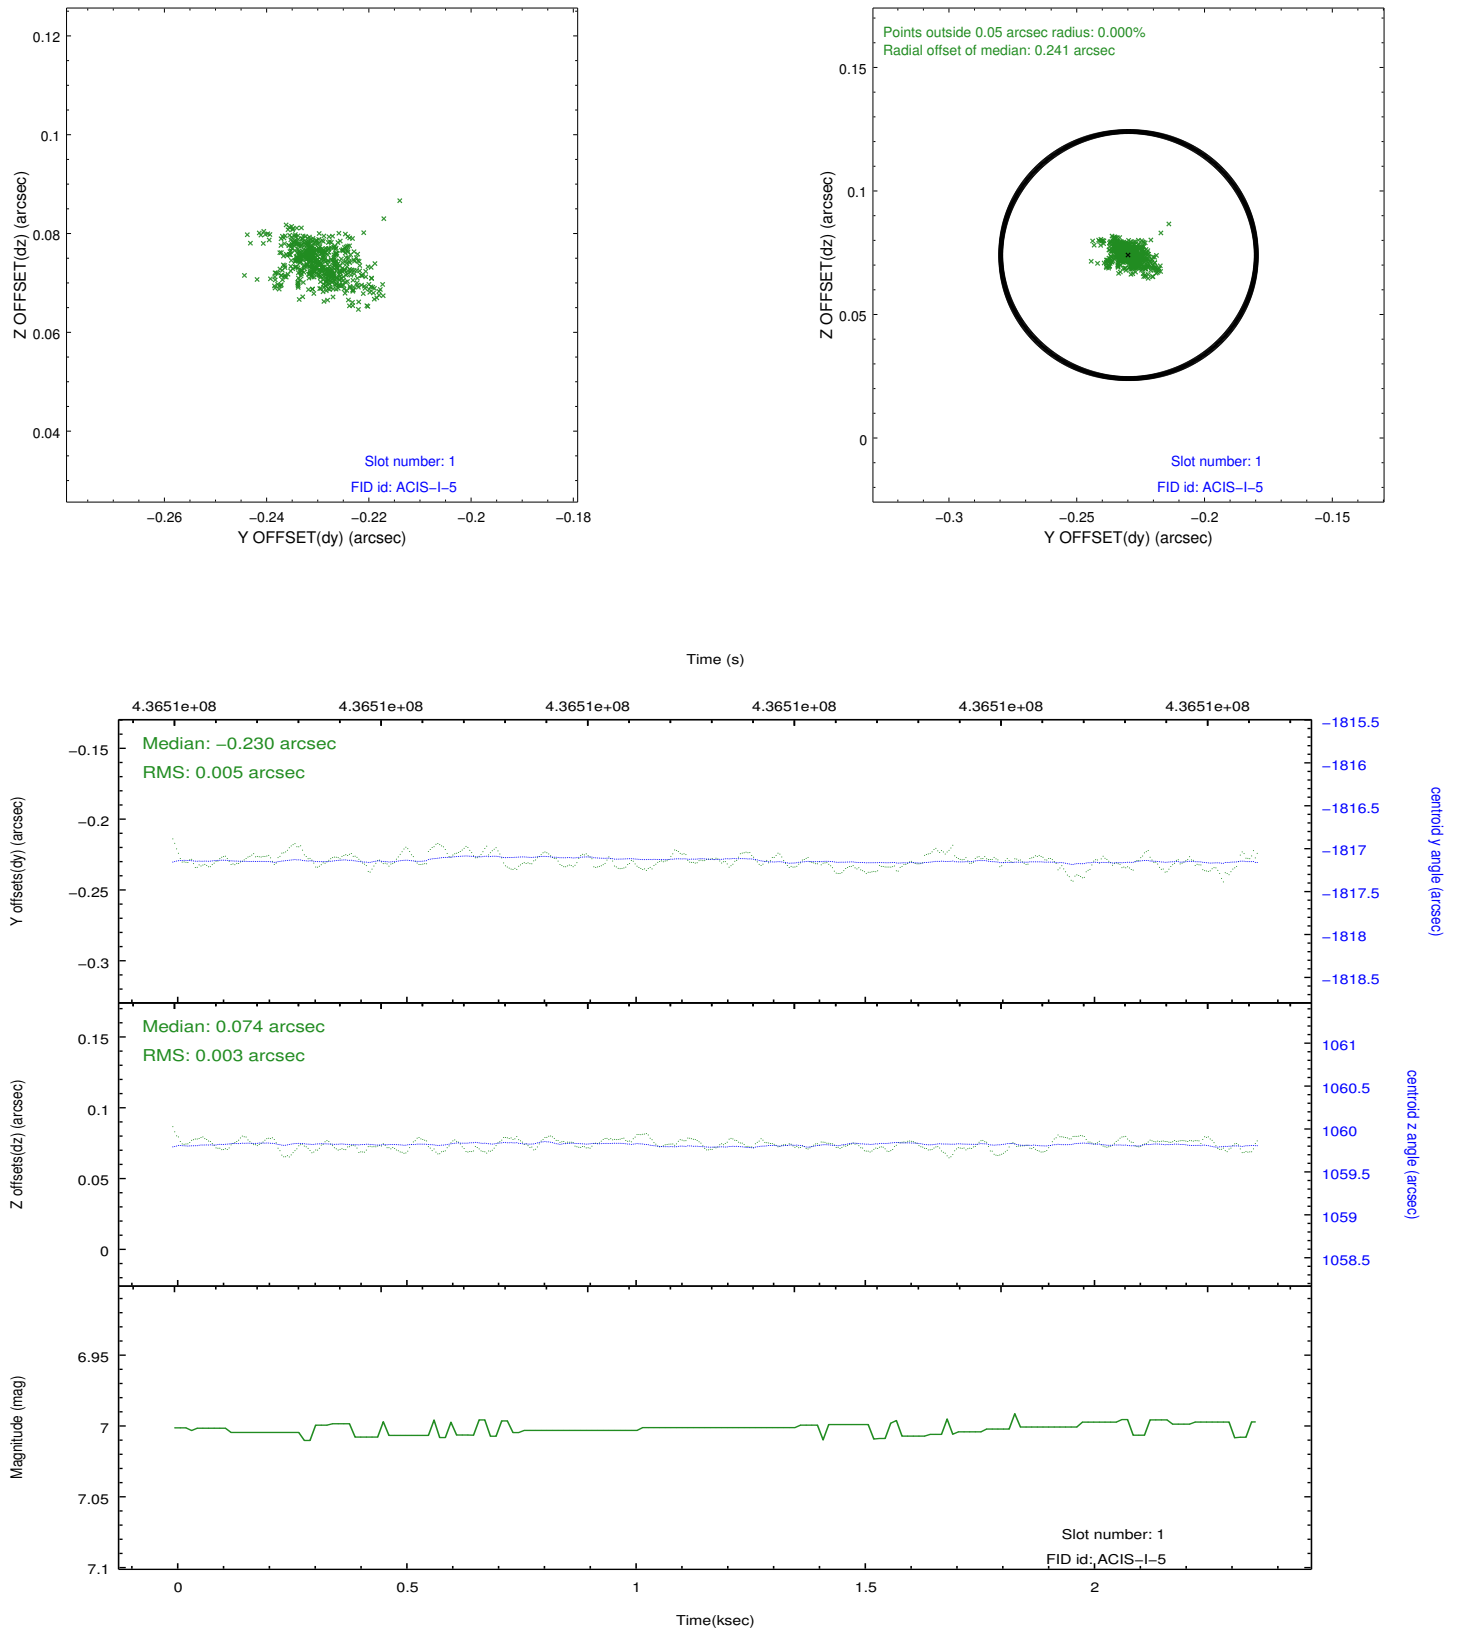 0.12
0.1
0.08
0.06
0.04
Z OFFSET(dz) (arcsec)
Slot number: 1
FID id: ACIS−I−5
−0.26 −0.24 −0.22 −0.2 −0.18
Y OFFSET(dy) (arcsec)
Points outside 0.05 arcsec radius: 0.000%
Radial offset of median: 0.241 arcsec
0.15
0.1
0.05
0
Z OFFSET(dz) (arcsec)
Slot number: 1
FID id: ACIS−I−5
−0.3 −0.25 −0.2 −0.15
Y OFFSET(dy) (arcsec)
Time (s)
4.3651e+08 4.3651e+08 4.3651e+08 4.3651e+08 4.3651e+08 4.3651e+08
Median: −0.230 arcsec
RMS: 0.005 arcsec
−0.15
−0.2
−0.25
−0.3
Y offsets(dy) (arcsec)
−1815.5
−1816
−1816.5
−1817
−1817.5
−1818
−1818.5
centroid y angle (arcsec)
Median: 0.074 arcsec
RMS: 0.003 arcsec
0.15
0.1
0.05
0
Z offsets(dz) (arcsec)
1061
1060.5
1060
1059.5
1059
1058.5
centroid z angle (arcsec)
6.95
7
7.05
7.1
Magnitude (mag)
Slot number: 1
FID id: ACIS−I−5
0 0.5 1 1.5 2
Time(ksec)